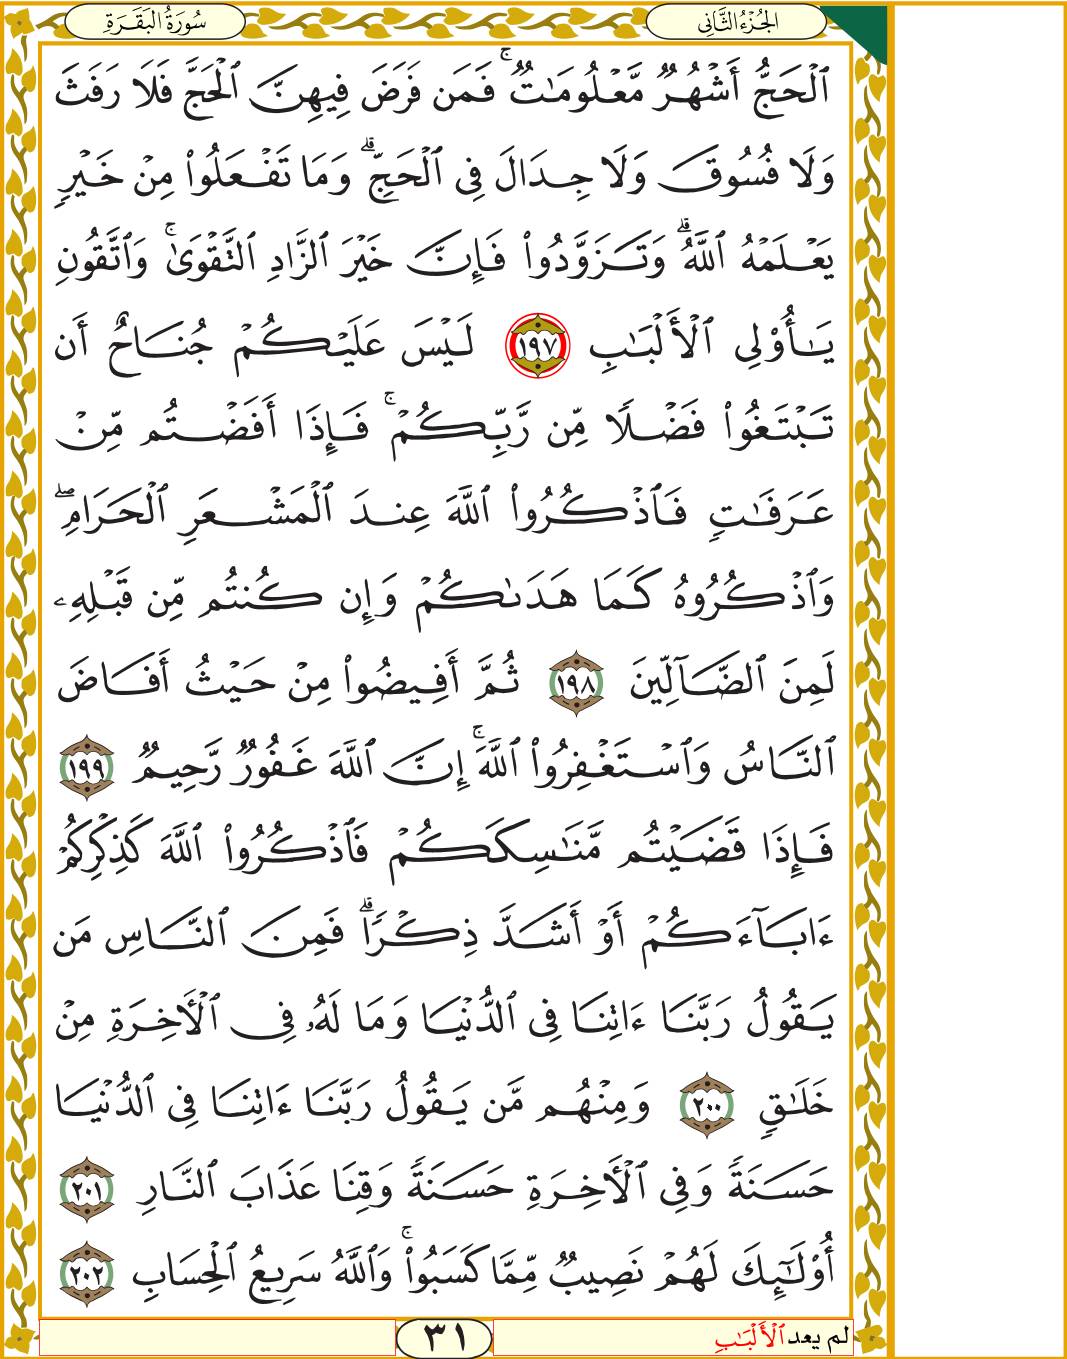 الجُزْءُ الثَّانِي
سُورَةُ البَقَرَةِ
ٱلْحَجُّ أَشْهُرٌ مَّعْلُومَٰتٌ ۚ فَمَن فَرَضَ فِيهِنَّ ٱلْحَجَّ فَلَا رَفَثَ
وَلَا فُسُوقَ وَلَا جِدَالَ فِى ٱلْحَجِّ ۗ وَمَا تَفْعَلُوا۟ مِنْ خَيْرٍ
يَعْلَمْهُ ٱللَّهُ ۗ وَتَزَوَّدُوا۟ فَإِنَّ خَيْرَ ٱلزَّادِ ٱلتَّقْوَىٰ ۚ وَٱتَّقُونِ
يَٰٓأُو۟لِى ٱلْأَلْبَٰبِ ١٩٧ لَيْسَ عَلَيْكُمْ جُنَاحٌ أَن
تَبْتَغُوا۟ فَضْلًا مِّن رَّبِّكُمْ ۚ فَإِذَآ أَفَضْتُم مِّنْ
عَرَفَٰتٍ فَٱذْكُرُوا۟ ٱللَّهَ عِندَ ٱلْمَشْعَرِ ٱلْحَرَامِ ۖ
وَٱذْكُرُوهُ كَمَا هَدَىٰكُمْ وَإِن كُنتُم مِّن قَبْلِهِۦ
لَمِنَ ٱلضَّآلِّينَ ١٩٨ ثُمَّ أَفِيضُوا۟ مِنْ حَيْثُ أَفَاضَ
ٱلنَّاسُ وَٱسْتَغْفِرُوا۟ ٱللَّهَ ۚ إِنَّ ٱللَّهَ غَفُورٌ رَّحِيمٌ ١٩٩
فَإِذَا قَضَيْتُم مَّنَٰسِكَكُمْ فَٱذْكُرُوا۟ ٱللَّهَ كَذِكْرِكُمْ
ءَابَآءَكُمْ أَوْ أَشَدَّ ذِكْرًا ۗ فَمِنَ ٱلنَّاسِ مَن
يَقُولُ رَبَّنَآ ءَاتِنَا فِى ٱلدُّنْيَا وَمَا لَهُۥ فِى ٱلْأَخِرَةِ مِنْ
خَلَٰقٍ ٢٠٠ وَمِنْهُم مَّن يَقُولُ رَبَّنَآ ءَاتِنَا فِى ٱلدُّنْيَا
حَسَنَةً وَفِى ٱلْأَخِرَةِ حَسَنَةً وَقِنَا عَذَابَ ٱلنَّارِ ٢٠١
أُو۟لَٰٓئِكَ لَهُمْ نَصِيبٌ مِّمَّا كَسَبُوا۟ ۚ وَٱللَّهُ سَرِيعُ ٱلْحِسَابِ ٢٠٢
لم يعد ٱلْأَلْبَٰبِ
٣١